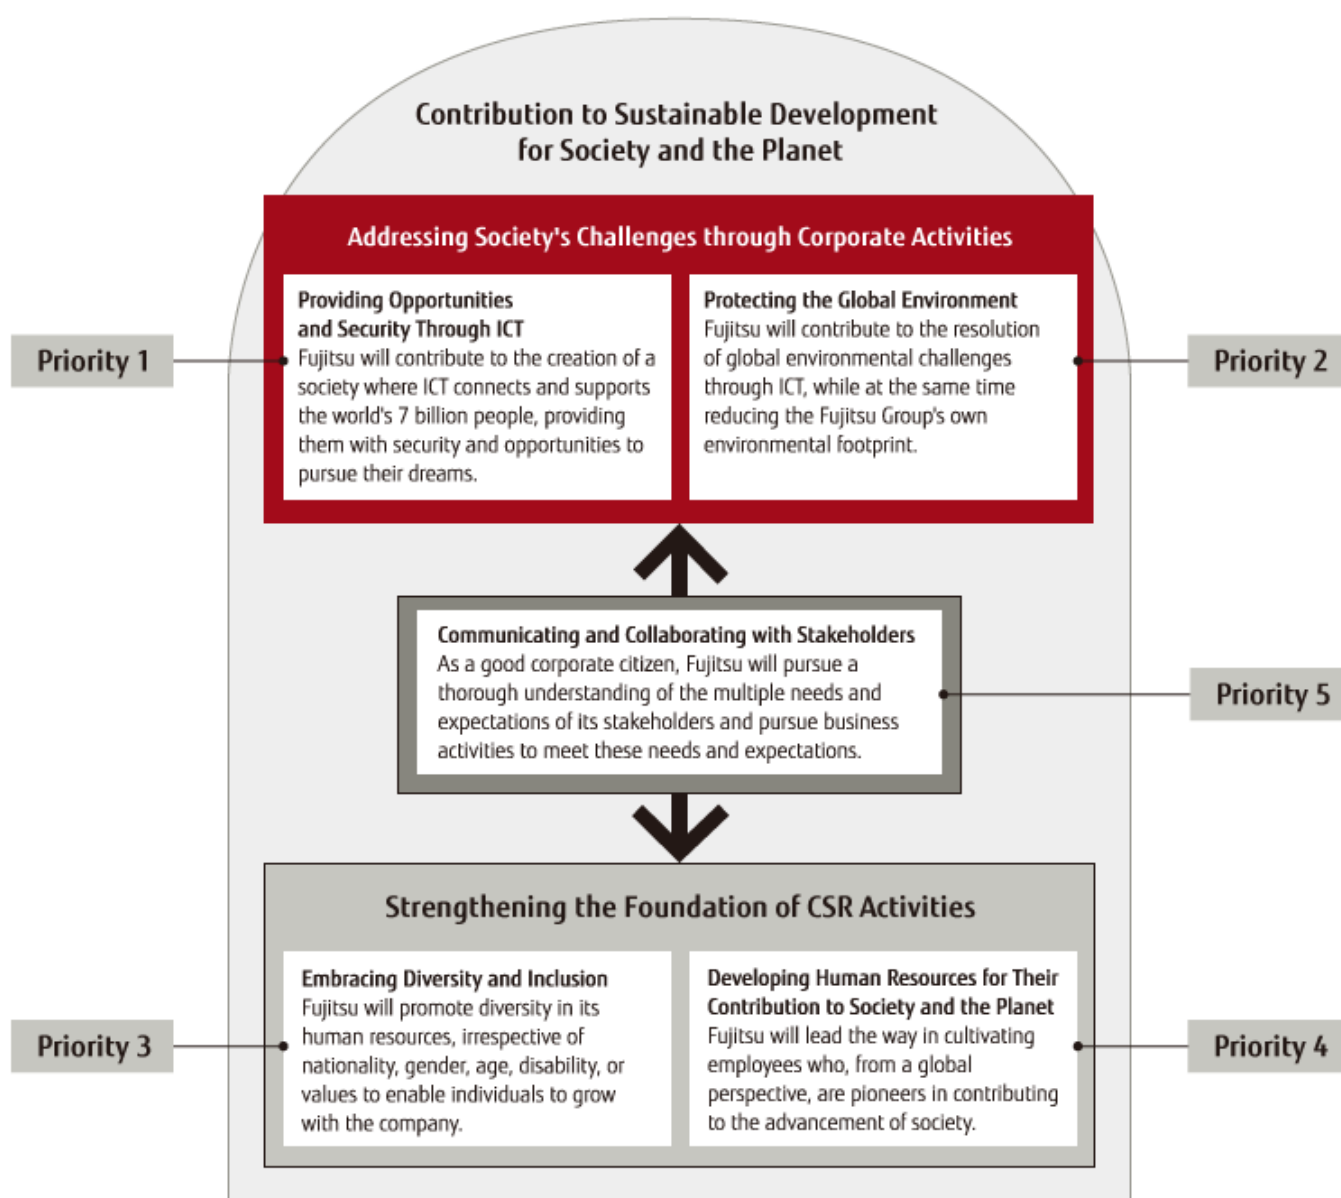 Contribution to Sustainable Development
for Society and the Planet
Addressing Society's Challenges through Corporate Activities
Priority 1
Providing Opportunities
and Security Through ICT
Fujitsu will contribute to the creation of a
society where ICT connects and supports
the world's 7 billion people, providing
them with security and opportunities to
pursue their dreams.
Protecting the Global Environment
Fujitsu will contribute to the resolution
of global environmental challenges
through ICT, while at the same time
reducing the Fujitsu Group's own
environmental footprint.
Priority 2
Communicating and Collaborating with Stakeholders
As a good corporate citizen, Fujitsu will pursue a
thorough understanding of the multiple needs and
expectations of its stakeholders and pursue business
activities to meet these needs and expectations.
Priority 5
Strengthening the Foundation of CSR Activities
Priority 3
Embracing Diversity and Inclusion
Fujitsu will promote diversity in its
human resources, irrespective of
nationality, gender, age, disability, or
values to enable individuals to grow
with the company.
Developing Human Resources for Their
Contribution to Society and the Planet
Fujitsu will lead the way in cultivating
employees who, from a global
perspective, are pioneers in contributing
to the advancement of society.
Priority 4